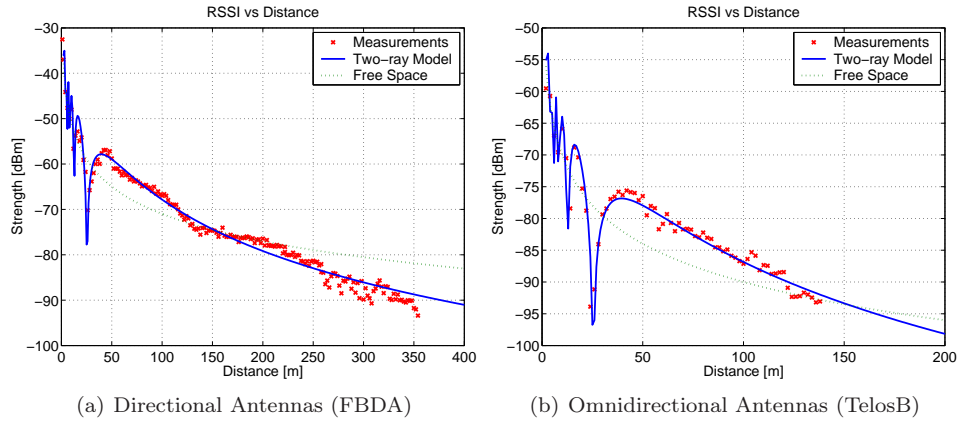 RSSI vs Distance
−30
−40
−50
−60
−70
−80
−90
−100
Strength [dBm]
0 50 100 150 200 250 300 350 400
Distance [m]
Measurements
Two-ray Model
Free Space
(a) Directional Antennas (FBDA)
RSSI vs Distance
−50
−55
−60
−65
−70
−75
−80
−85
−90
−95
−100
Strength [dBm]
0 50 100 150 200
Distance [m]
Measurements
Two-ray Model
Free Space
(b) Omnidirectional Antennas (TelosB)